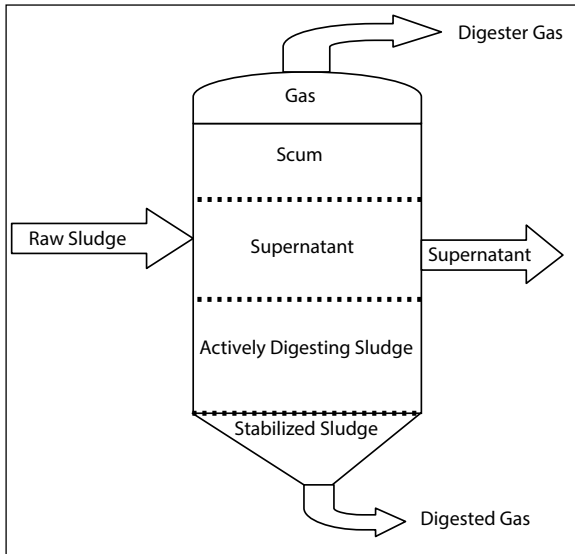 Digester Gas
Gas
Scum
Raw Sludge
Supernatant
Supernatant
Actively Digesting Sludge
Stabilized Sludge
Digested Gas